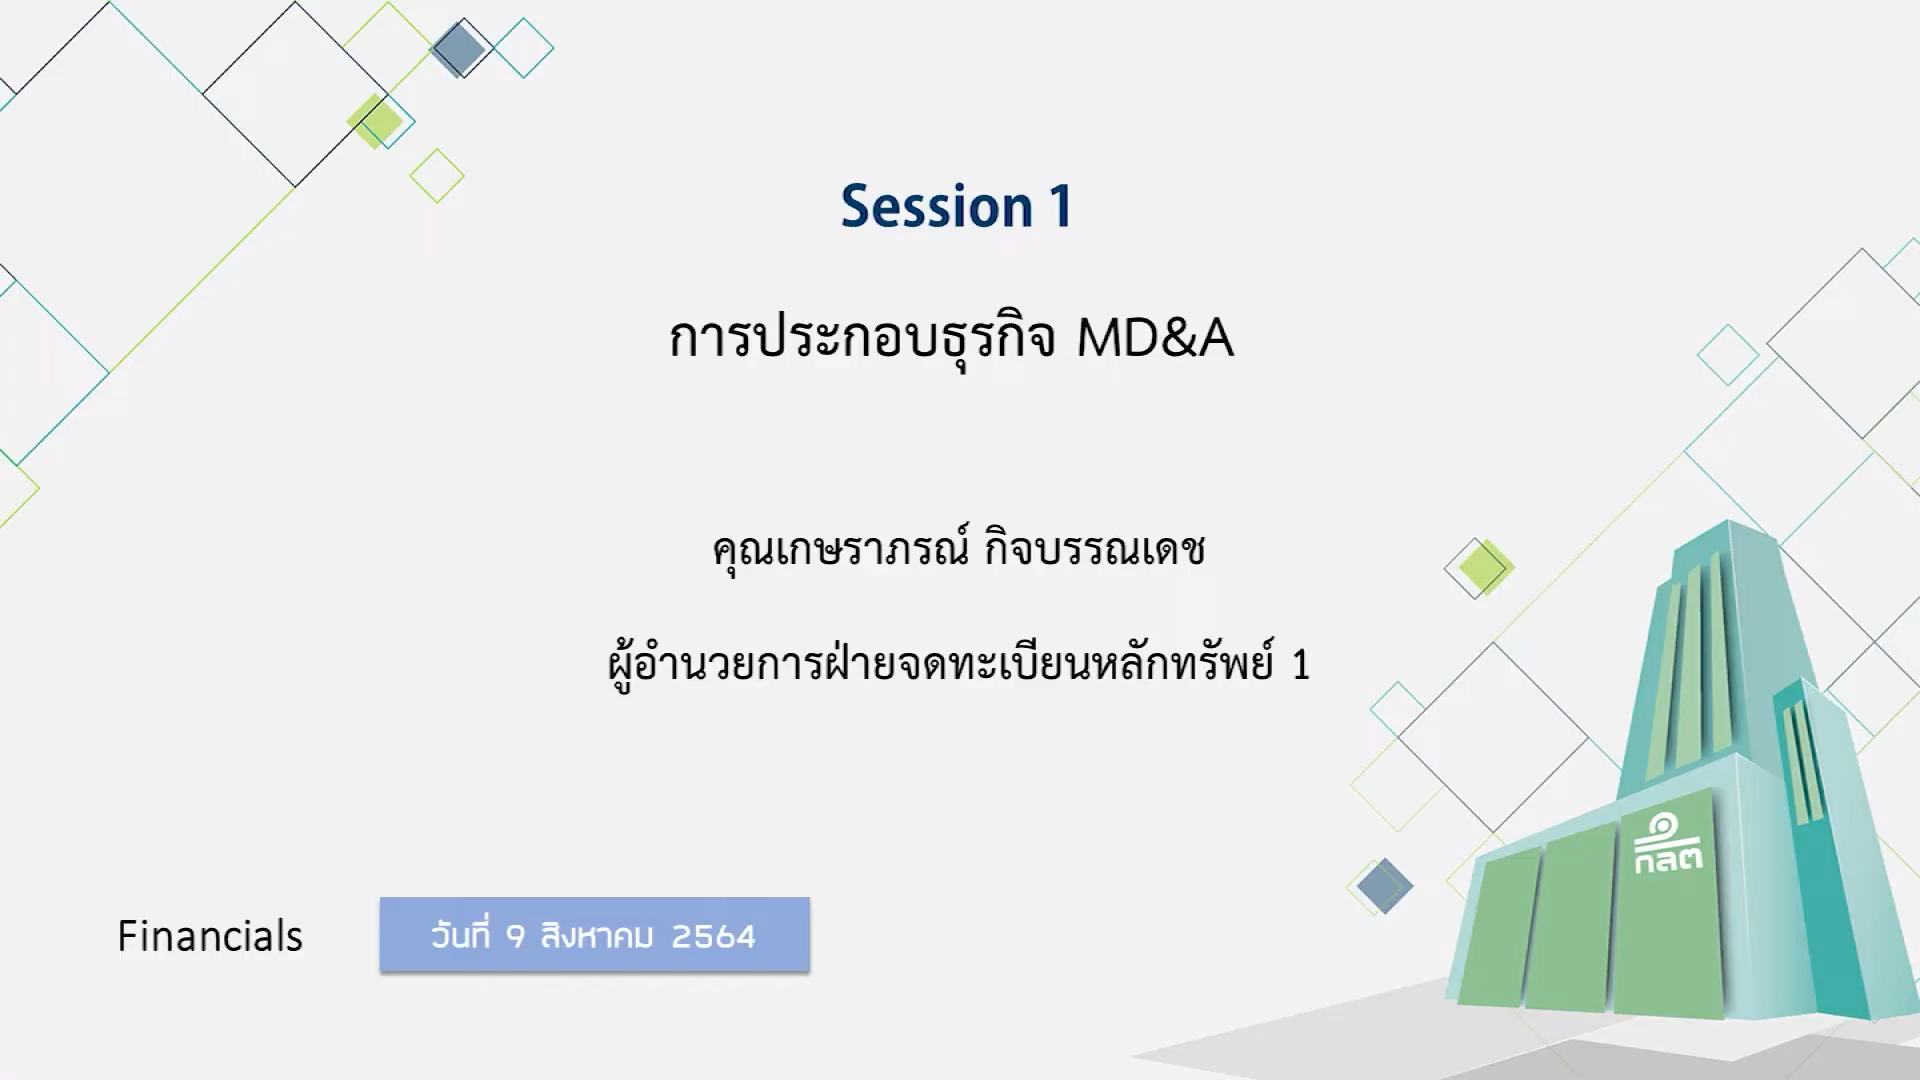 Session 1
การประกอบธุรกิจ MD&A
คุณเกษราภรณ์ กิจบรรณเดช
ผู้อำนวยการฝ่ายจดทะเบียนหลักทรัพย์ 1
กลต
Financials
วันที่ 9 สิงหาคม 2564